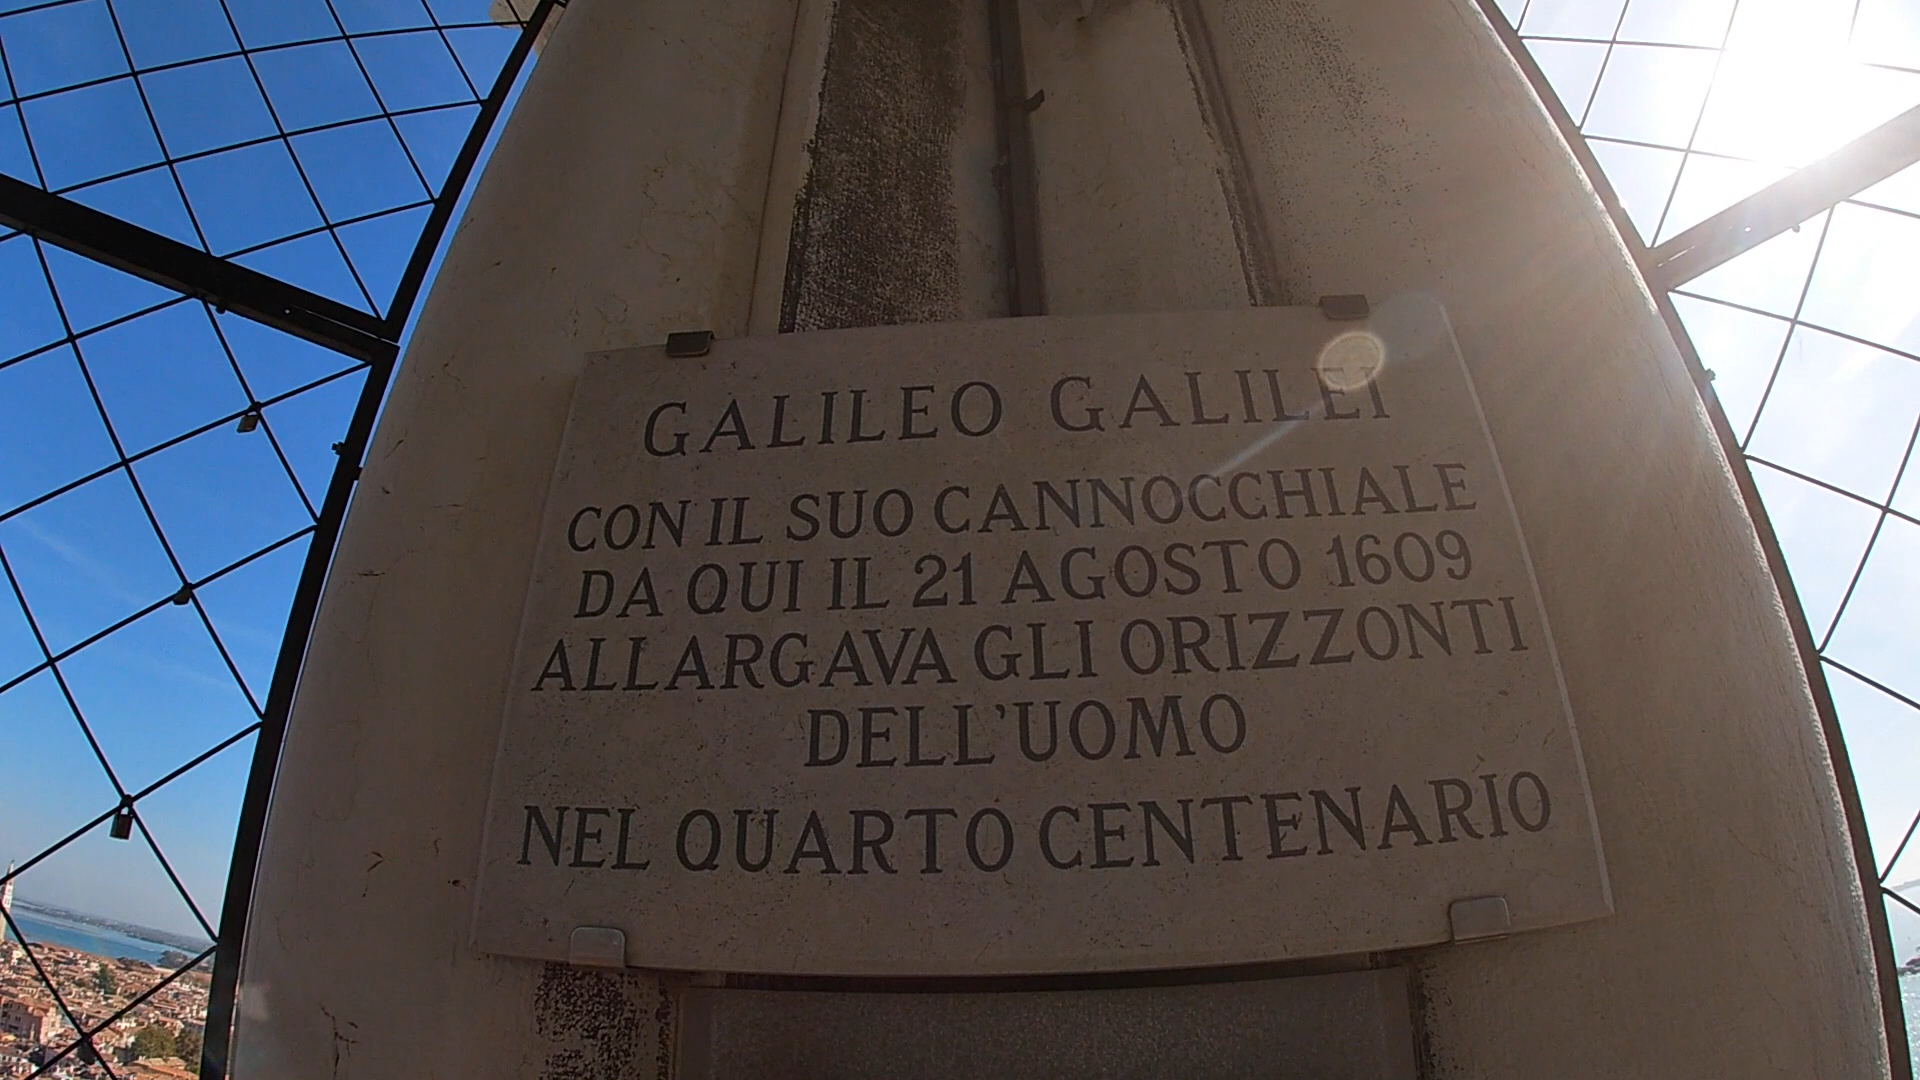 GALILEO GALILEI
CON IL SUO CANNOCCHIALE
DA QUI IL 21 AGOSTO 1609
ALLARGAVA GLI ORIZZONTI
DELL'UOMO
NEL QUARTO CENTENARIO